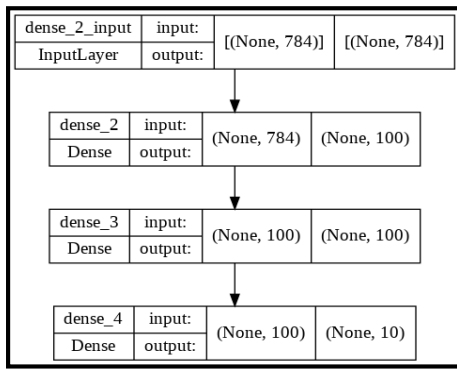 dense_2_input input: [(None, 784)] [(None, 784)]
InputLayer output:
dense_2 input: (None, 784) (None, 100)
Dense output:
dense_3 input: (None, 100) (None, 100)
Dense output:
dense_4 input: (None, 100) (None, 10)
Dense output: